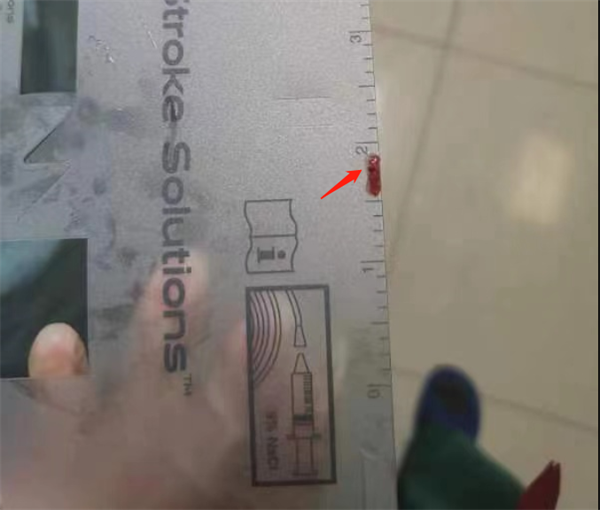 Stroke Solutions™
3
2
1
0
i
9% NaCl